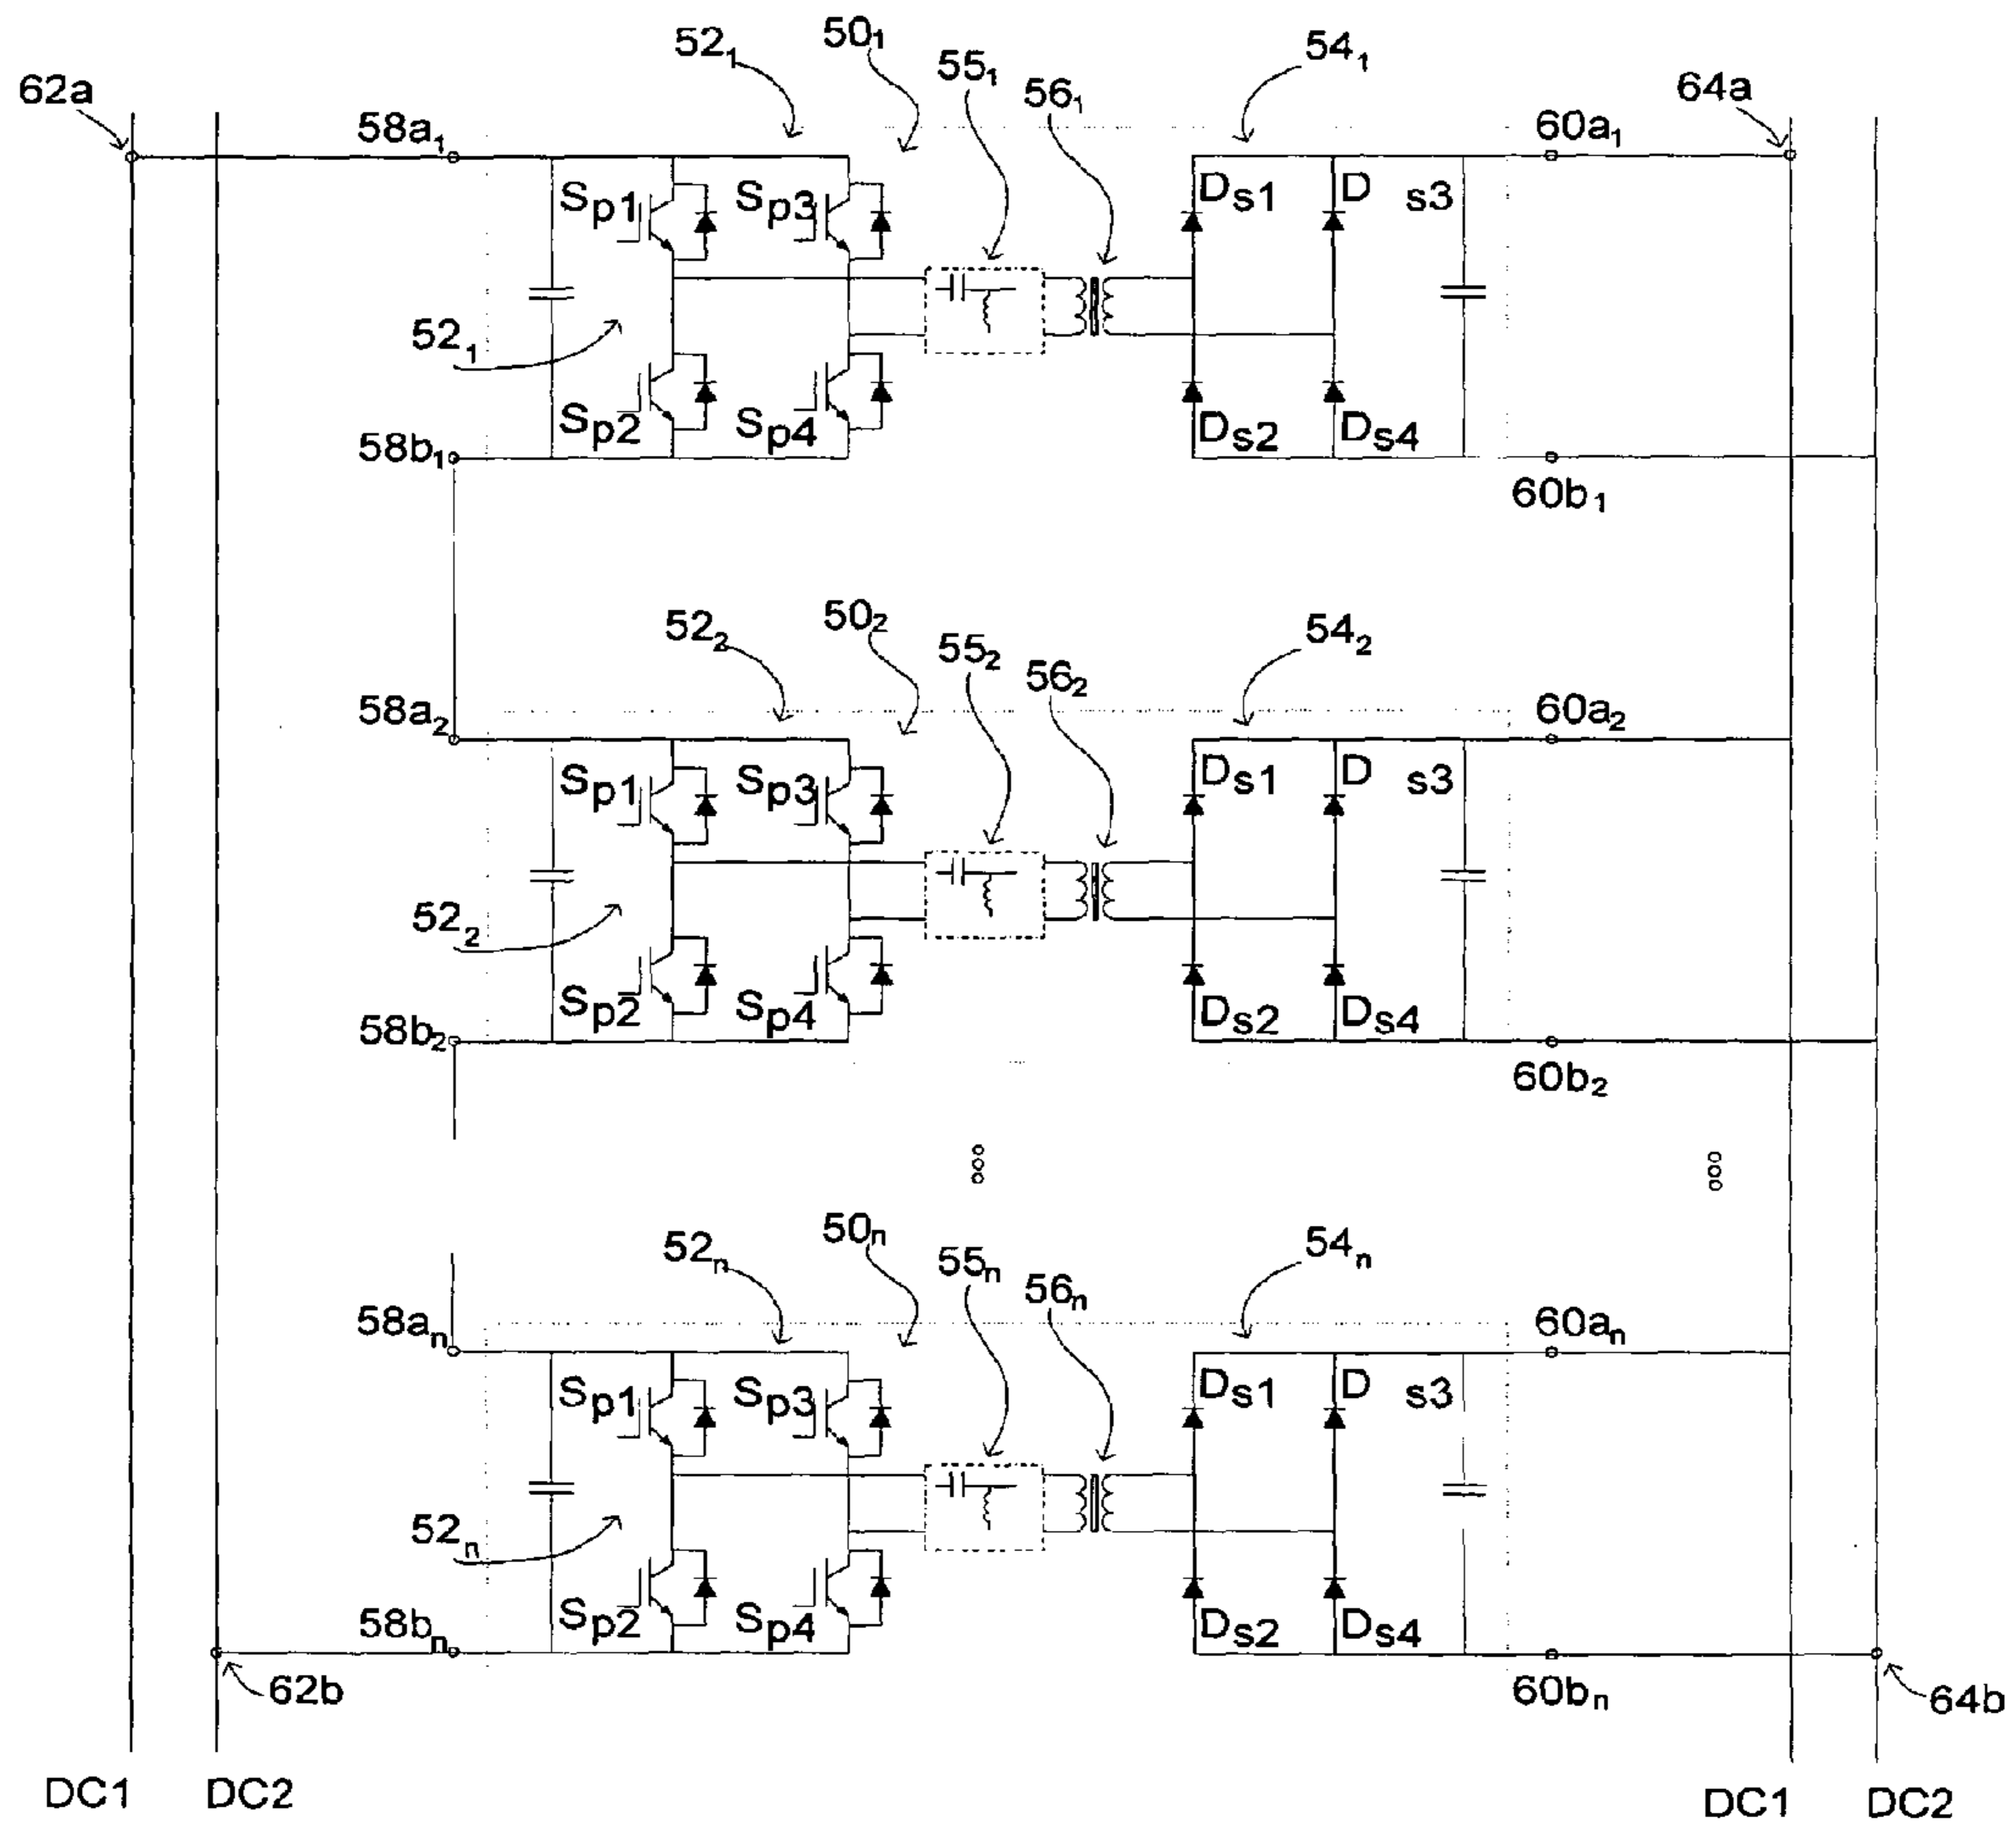 52₁ 50₁ 55₁ 54₁
62a 58a₁ 56₁ 64a 60a₁
Sp1 Sp3 Ds1 D s3
52₁
Sp2 Sp4 Ds2 Ds4
58b₁ 60b₁
52₂ 50₂ 55₂ 54₂
58a₂ 56₂ 60a₂
Sp1 Sp3 Ds1 D s3
52₂
Sp2 Sp4 Ds2 Ds4
58b₂ 60b₂
52n 50n 55n 54n
58an 56n 60an
Sp1 Sp3 Ds1 D s3
52n
Sp2 Sp4 Ds2 Ds4
58bn 60bn
62b 64b
DC1 DC2 DC1 DC2